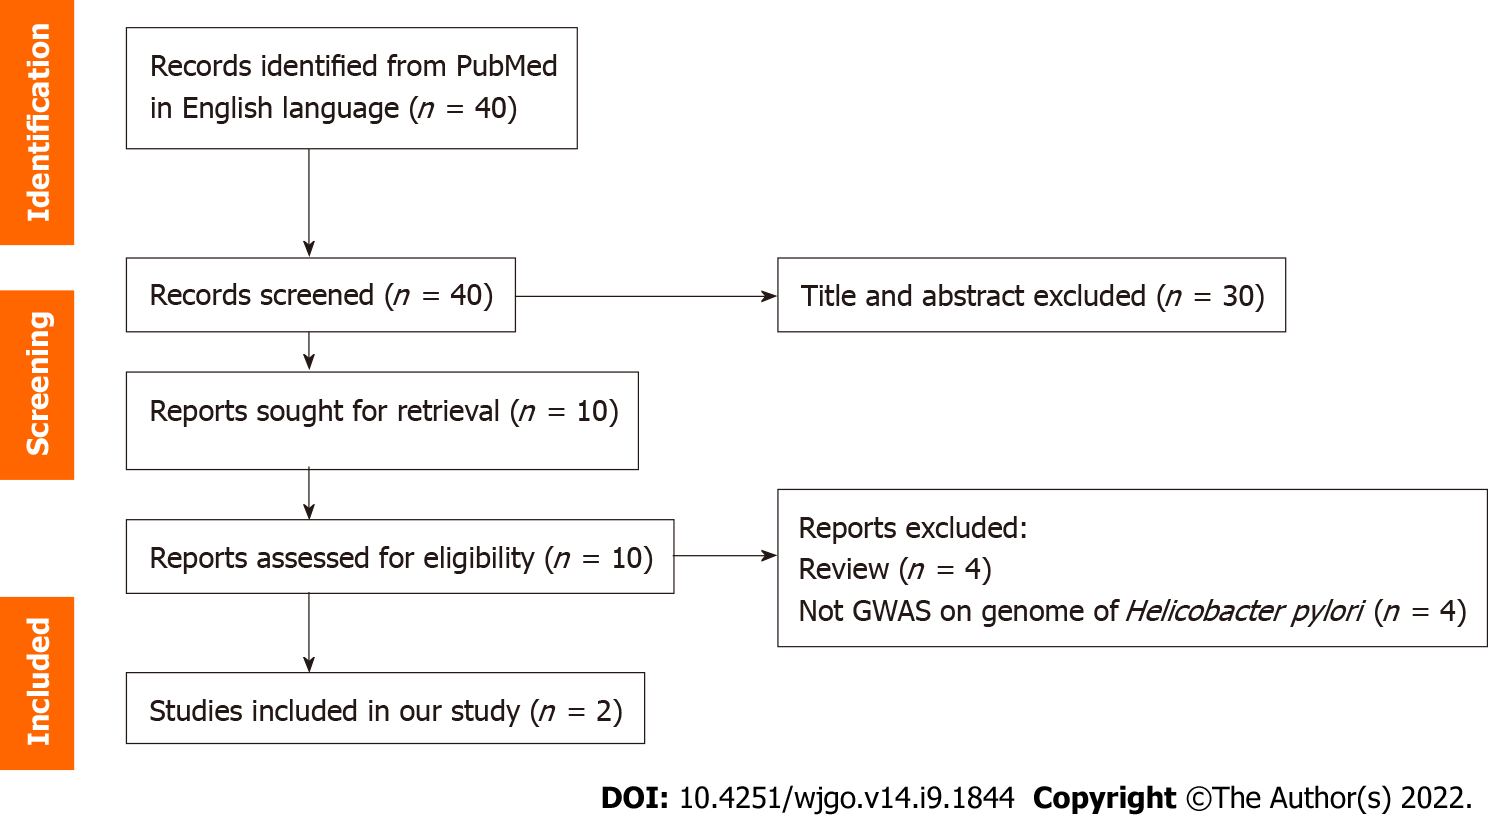 Identification
Records identified from PubMed
in English language (n = 40)
Screening
Records screened (n = 40)
Title and abstract excluded (n = 30)
Reports sought for retrieval (n = 10)
Reports assessed for eligibility (n = 10)
Reports excluded:
Review (n = 4)
Not GWAS on genome of Helicobacter pylori (n = 4)
Included
Studies included in our study (n = 2)
DOI: 10.4251/wjgo.v14.i9.1844 Copyright ©The Author(s) 2022.